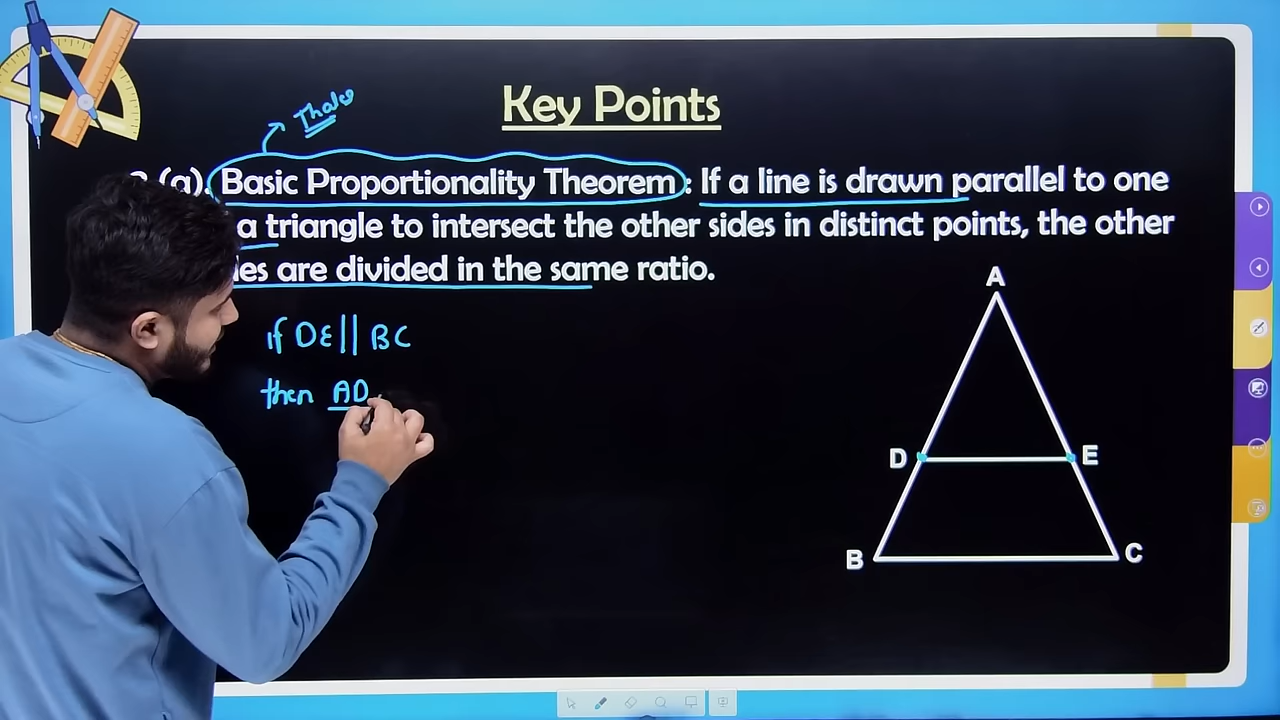 Key Points
Thales
(a). Basic Proportionality Theorem : If a line is drawn parallel to one
a triangle to intersect the other sides in distinct points, the other
are divided in the same ratio.
A
If DE || BC
then AD
D
E
B
C